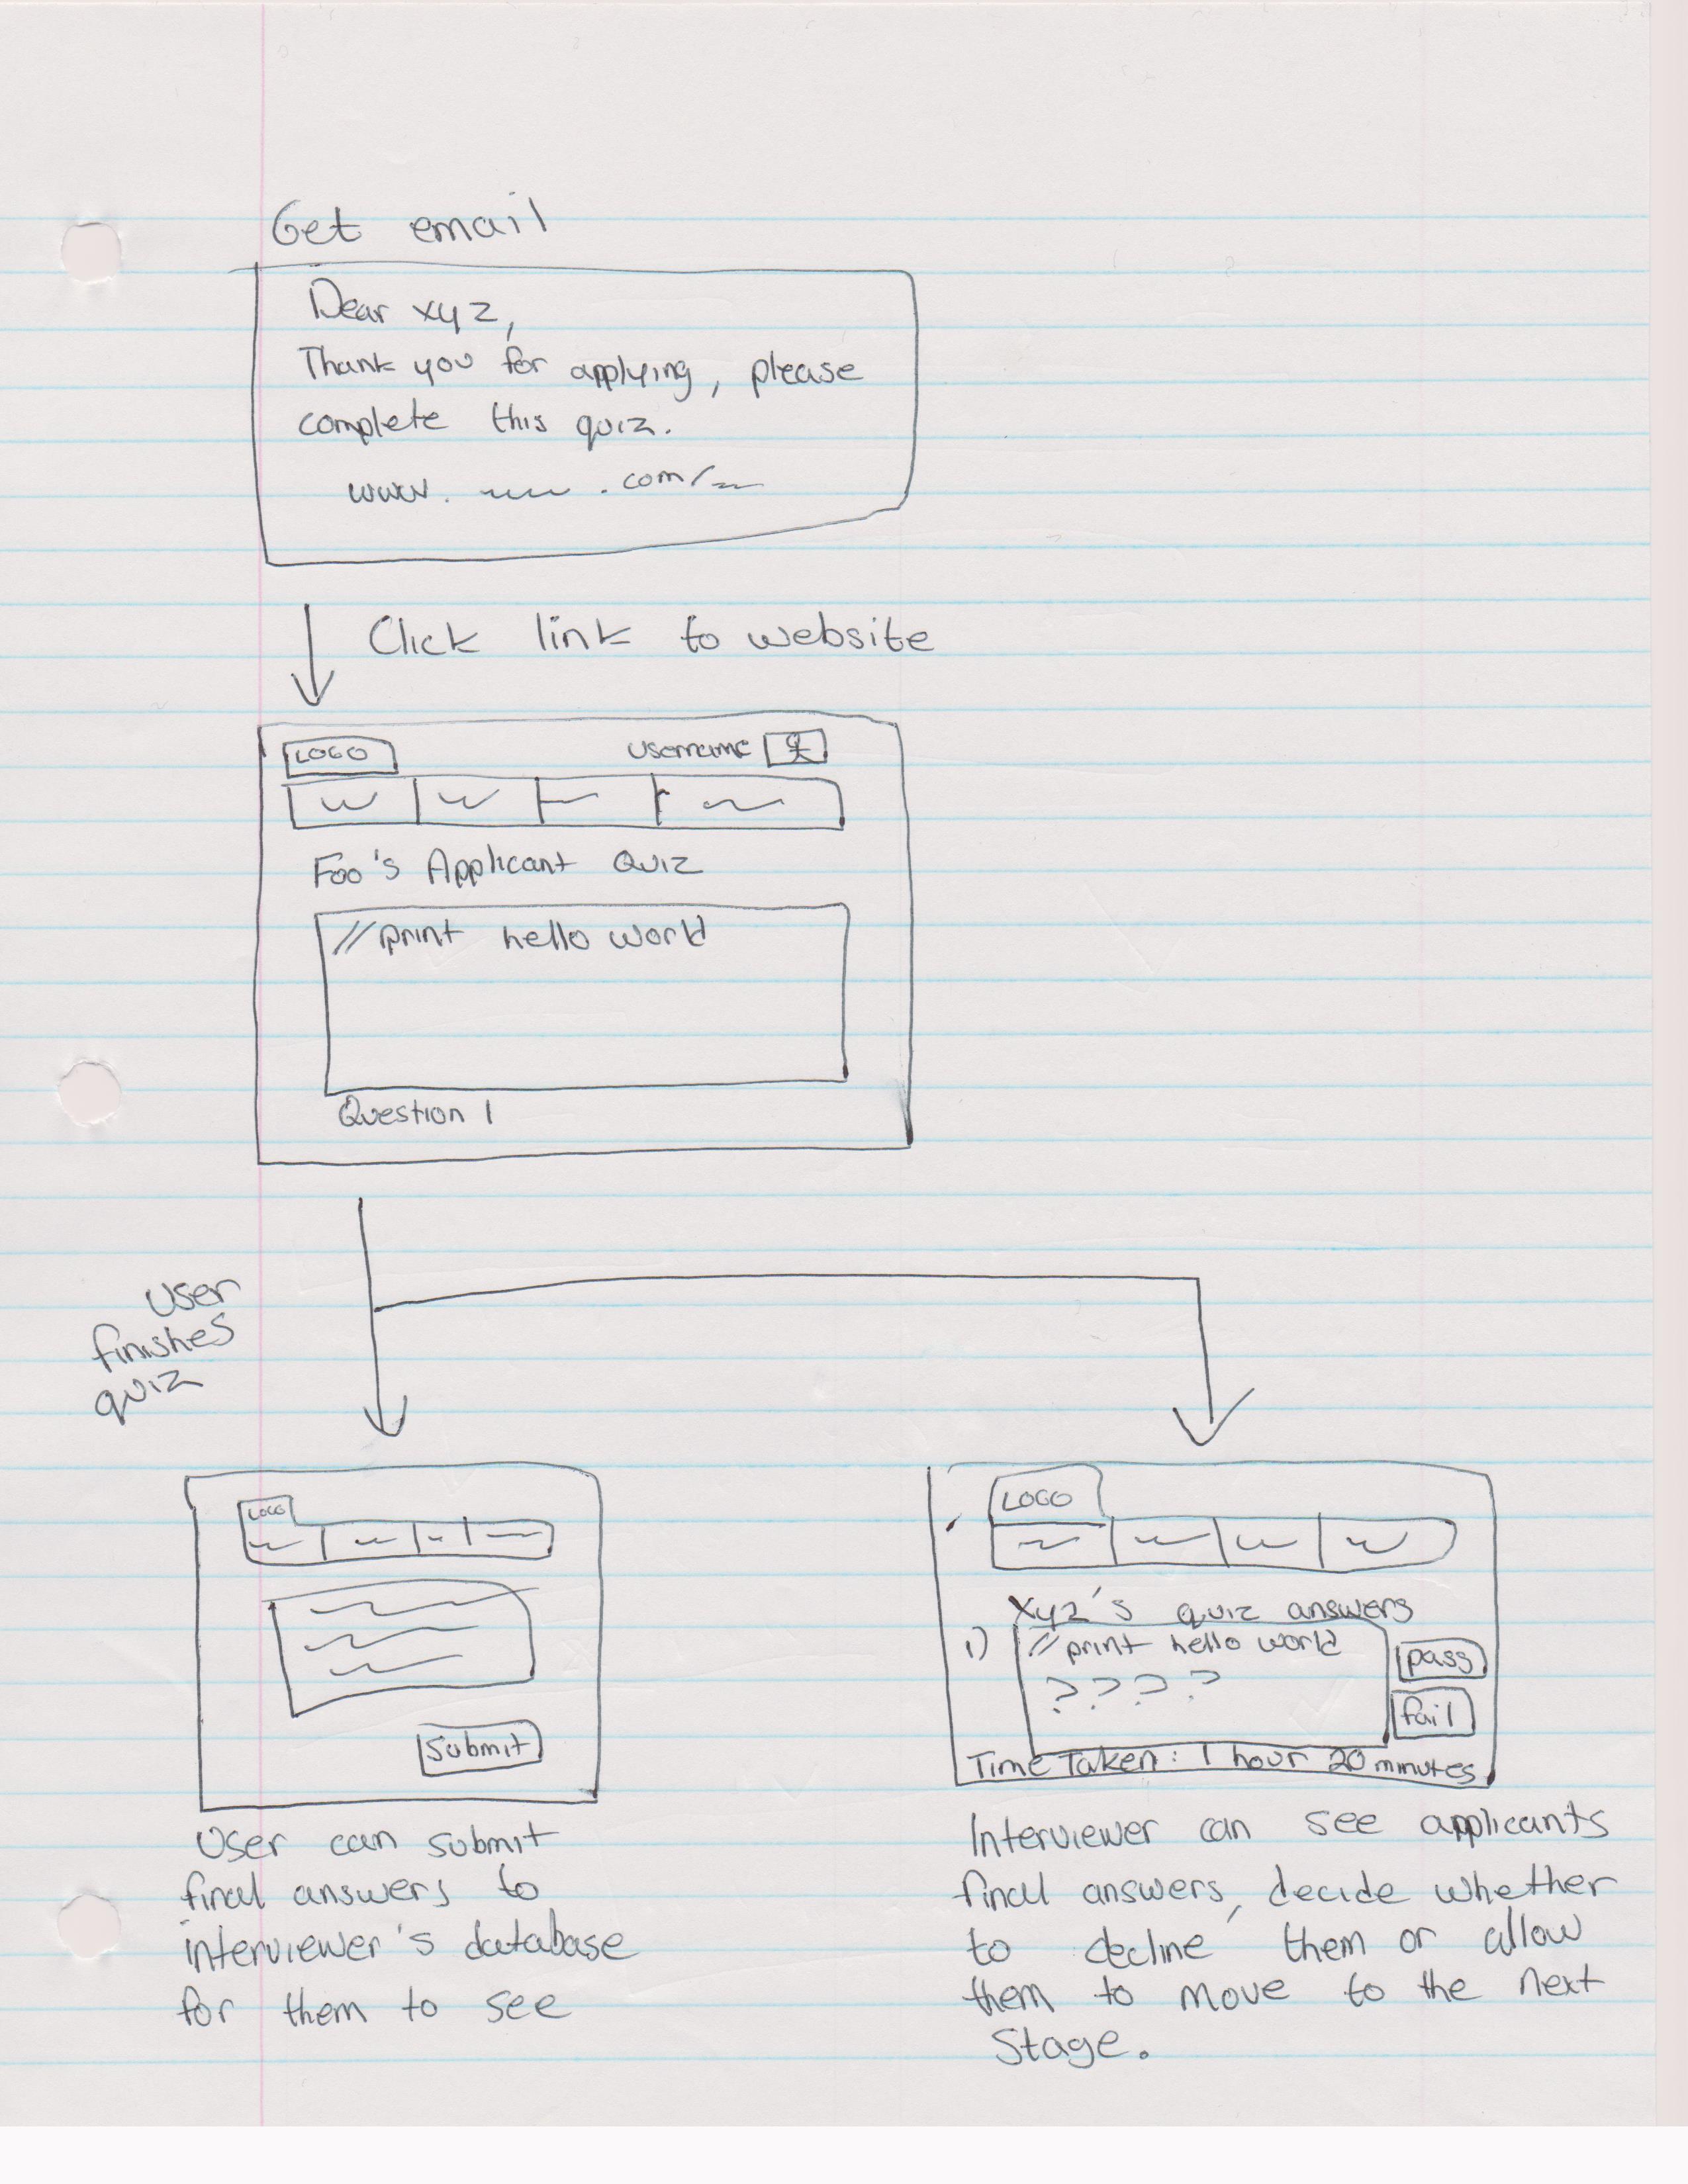 Get email
Dear xyz,
Thank you for applying, please
complete this quiz.
www. . com/
Click link to website
LOGO
Username
Foo's Applicant Quiz
//print hello world
Question 1
User
finishes
quiz
LOGO
Submit
User can submit
final answers to
interviewer's database
for them to see
LOGO
Xyz's quiz answers
1) //print hello world
pass
? ? ? ?
fail
Time Taken: 1 hour 20 minutes
Interviewer can see applicants
final answers, decide whether
to decline them or allow
them to move to the next
Stage.